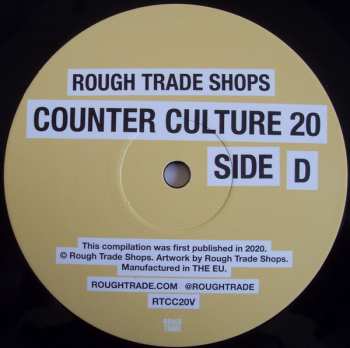 ROUGH TRADE SHOPS
COUNTER CULTURE 20
SIDE D
This compilation was first published in 2020.
© Rough Trade Shops. Artwork by Rough Trade Shops.
Manufactured in THE EU.
ROUGHTRADE.COM @ROUGHTRADE
RTCC20V